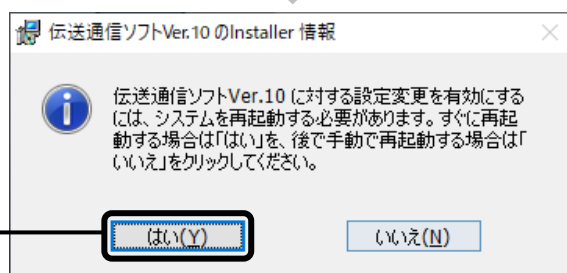 伝送通信ソフトVer.10 のInstaller 情報
伝送通信ソフトVer.10 に対する設定変更を有効にする
には、システムを再起動する必要があります。すぐに再起
動する場合は「はい」を、後で手動で再起動する場合は「
いいえ」をクリックしてください。
はい(Y)
いいえ(N)